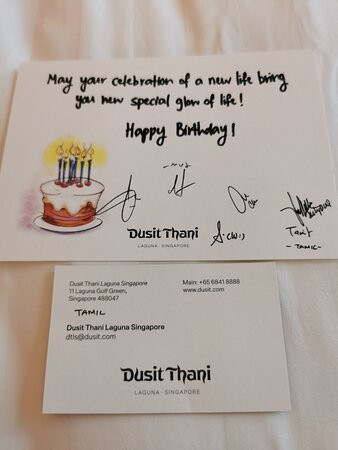 May your celebration of a new life bring
you new special glow of life!
Happy Birthday!
Dusit Thani
LAGUNA · SINGAPORE
- TAMIL -
Dusit Thani Laguna Singapore
11 Laguna Golf Green,
Singapore 488047
Main: +65 6841 8888
www.dusit.com
TAMIL
Dusit Thani Laguna Singapore
dtls@dusit.com
Dusit Thani
LAGUNA · SINGAPORE